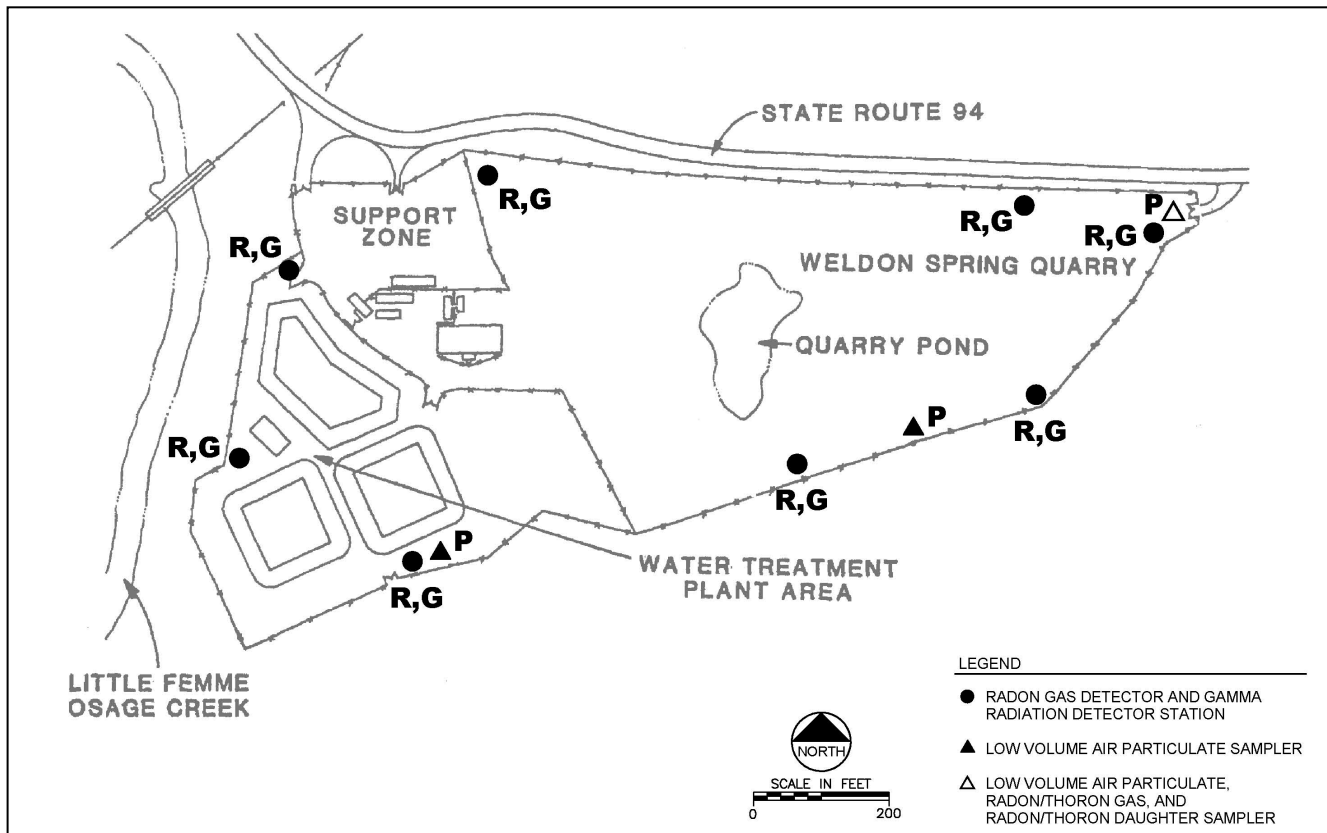 STATE ROUTE 94
R,G
SUPPORT
ZONE
R,G
P
R,G
R,G
WELDON SPRING QUARRY
QUARRY POND
R,G
P
R,G
R,G
P
R,G
WATER TREATMENT
PLANT AREA
LITTLE FEMME
OSAGE CREEK
NORTH
SCALE IN FEET
0 200
LEGEND
RADON GAS DETECTOR AND GAMMA
RADIATION DETECTOR STATION
LOW VOLUME AIR PARTICULATE SAMPLER
LOW VOLUME AIR PARTICULATE,
RADON/THORON GAS, AND
RADON/THORON DAUGHTER SAMPLER